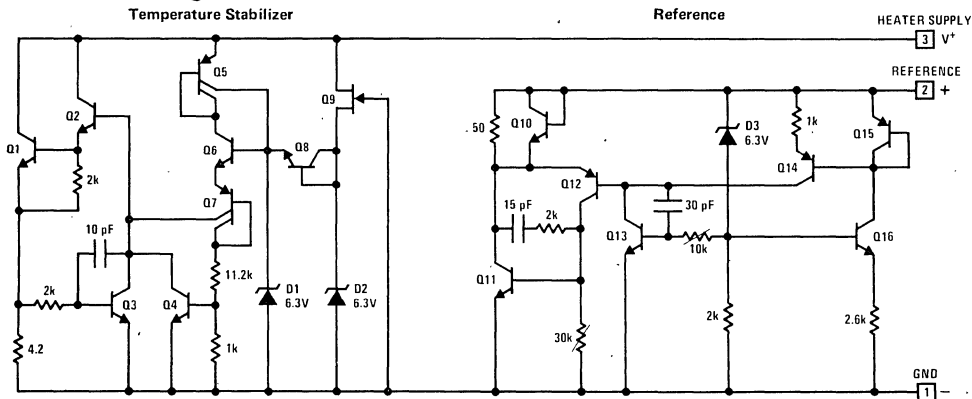 Temperature Stabilizer
Reference
HEATER SUPPLY
3 V+
REFERENCE
2 +
Q5
Q2
Q9
Q1
Q6
Q8
2k
Q7
10 pF
11.2k
2k
Q3
Q4
D1
6.3V
D2
6.3V
4.2
1k
50
Q10
D3
6.3V
1k
Q15
Q14
Q12
15 pF
2k
30 pF
Q13
10k
Q16
Q11
30k
2k
2.6k
GND
1 −